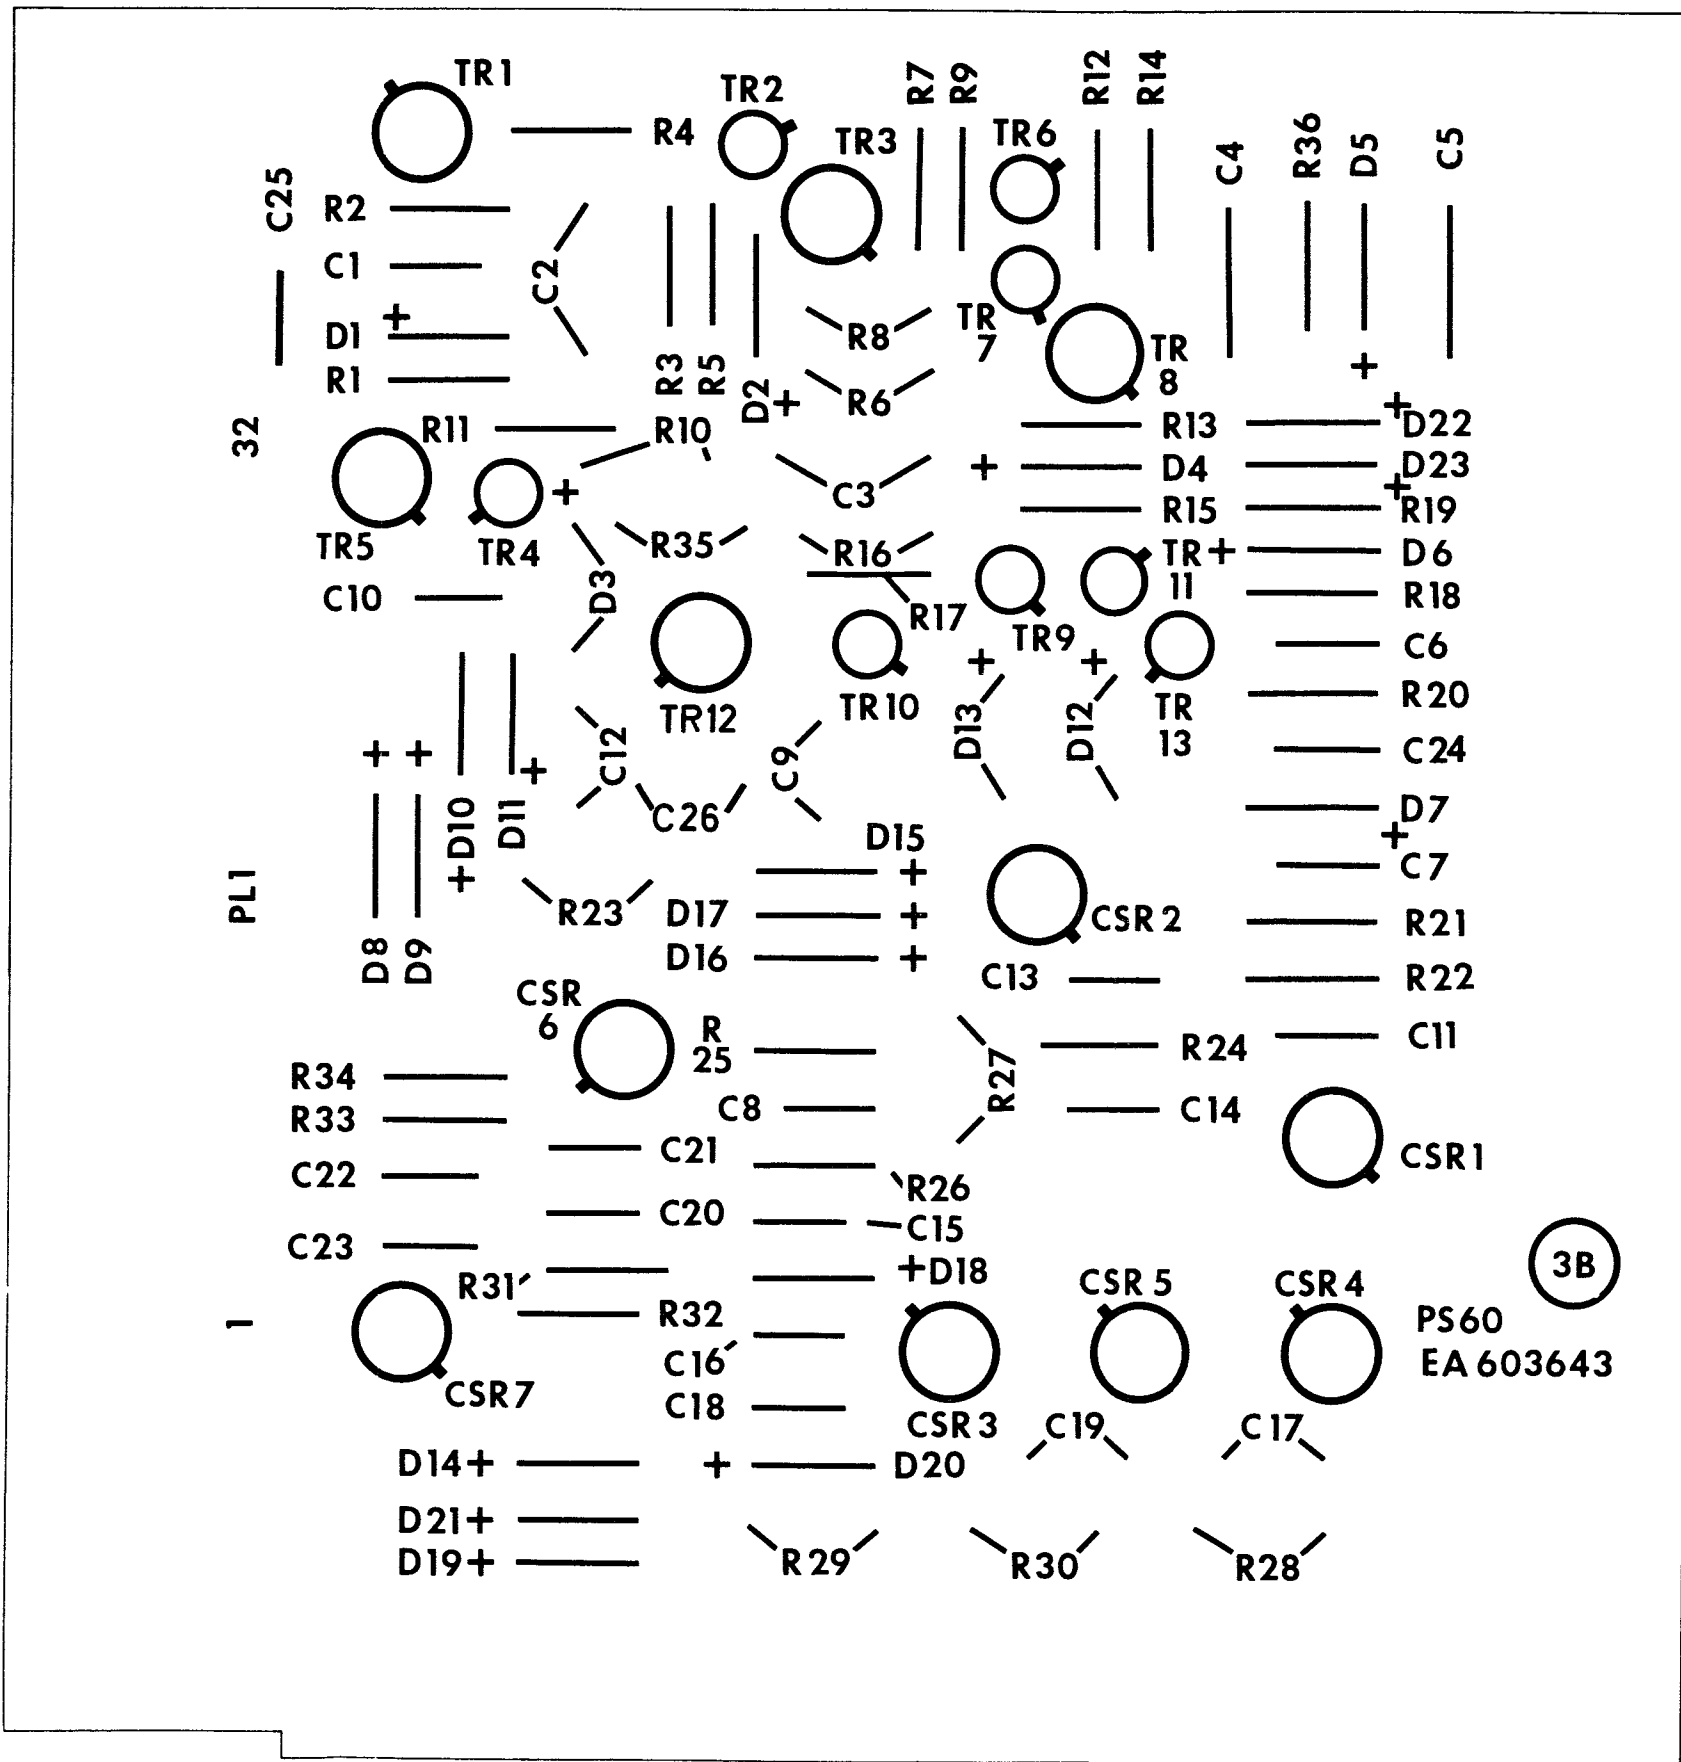 TR1
TR2
R7
R9
R12
R14
R4
TR3
TR6
C4
R36
D5
C5
C25
R2
C1
C2
D1 +
R1
R3
R5
D2 +
R8
TR
7
TR
8
+
R6
32
R11
R10
R13
+ D22
+ D4
D23
+
C3
R15
R19
TR5
TR4
+
R35
R16
TR
11
+ D6
C10
D3
R17
TR9
R18
+
+
C6
TR12
TR10
D13
D12
TR
13
R20
+
+
C12
C9
C24
D10
+
D11
+
C26
D7
+
D15
+
C7
PL1
D8
D9
R23
D17 +
CSR2
R21
D16 +
C13
R22
CSR
6
R
25
R27
R24
C11
R34
C8
C14
R33
C21
CSR1
C22
R26
C20
C15
C23
+D18
3B
R31
CSR5
CSR4
1
R32
PS60
C16
EA 603643
CSR7
C18
CSR3
C19
C17
D14+
+ D20
D21+
D19+
R29
R30
R28